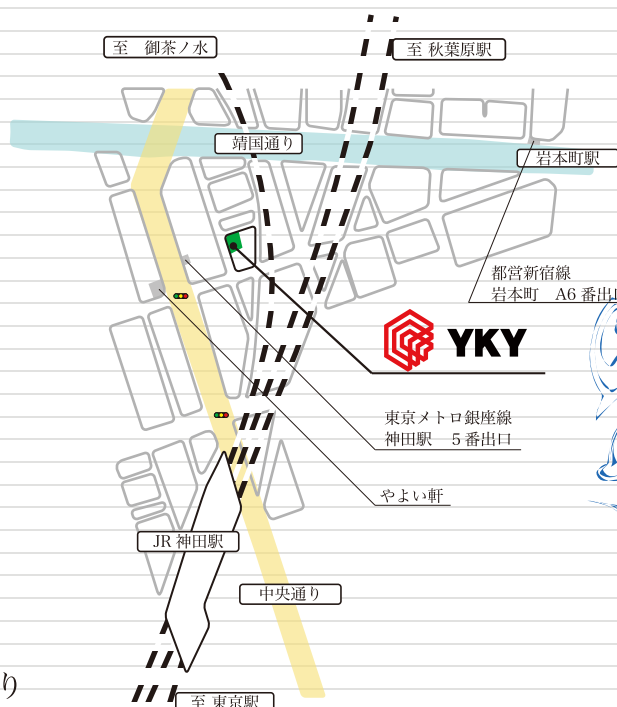 至　御茶ノ水
至 秋葉原駅
靖国通り
岩本町駅
都営新宿線
岩本町　A6 番出口
YKY
東京メトロ銀座線
神田駅　５番出口
やよい軒
JR 神田駅
中央通り
り
至 東京駅